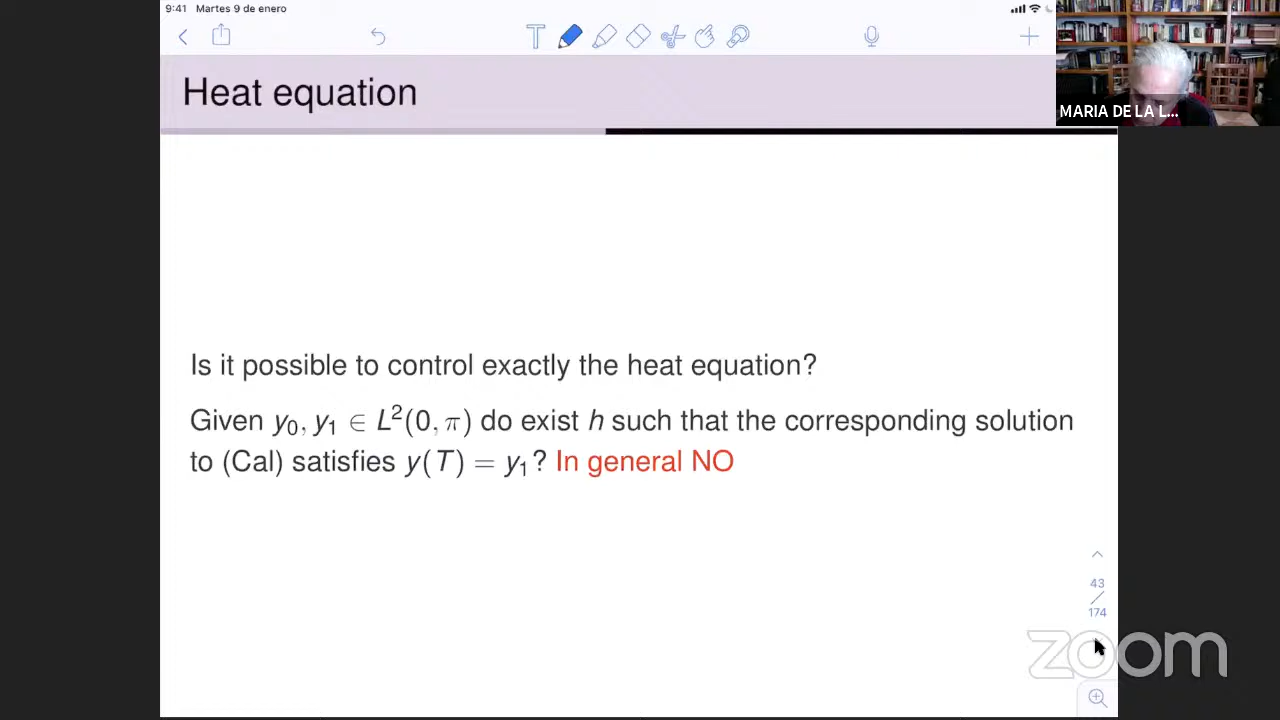 9:41 Martes 9 de enero
Heat equation
MARIA DE LA L...
Is it possible to control exactly the heat equation?
Given y₀, y₁ ∈ L²(0, π) do exist h such that the corresponding solution
to (Cal) satisfies y(T) = y₁? In general NO
43
/
174
zoom